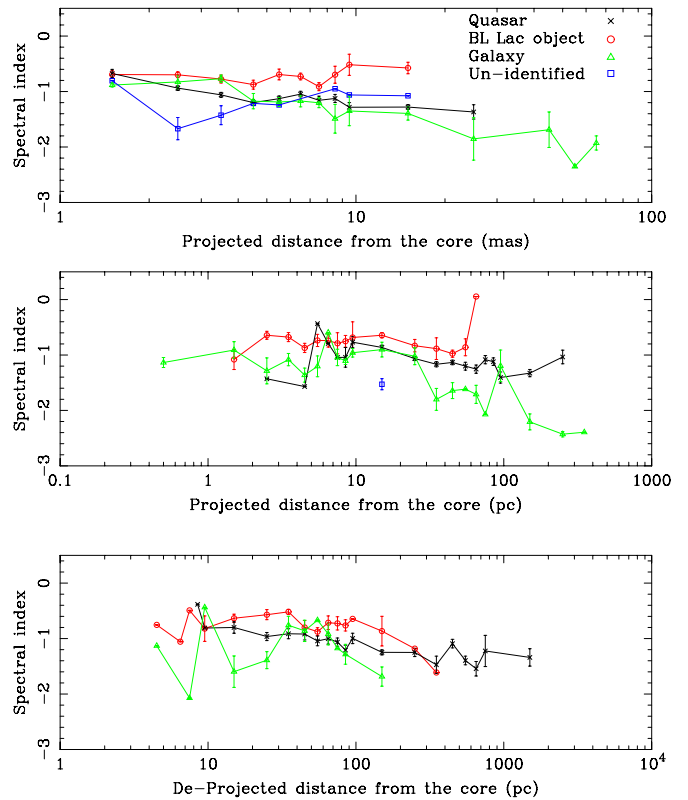 Quasar
BL Lac object
Galaxy
Un-identified
Spectral index
0
-1
-2
-3
1
10
100
Projected distance from the core (mas)
Spectral index
0
-1
-2
-3
0.1
1
10
100
1000
Projected distance from the core (pc)
Spectral index
0
-1
-2
-3
1
10
100
1000
10⁴
De-Projected distance from the core (pc)